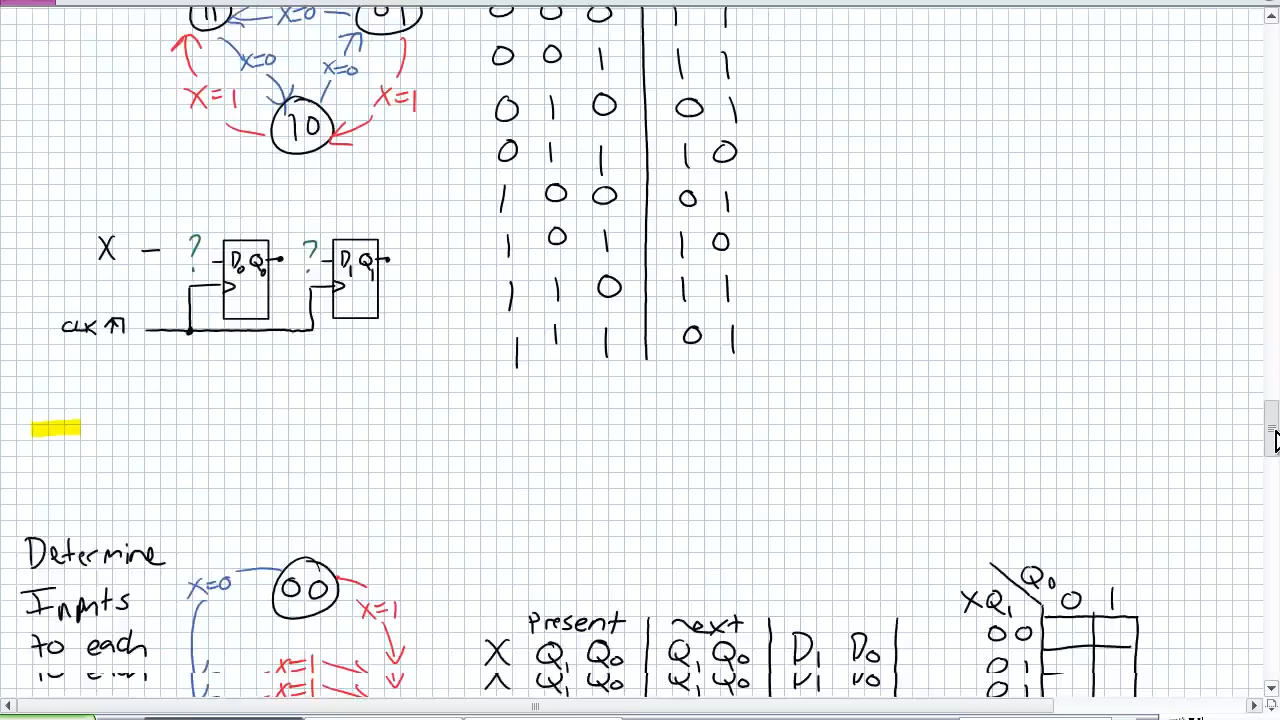 11 X=0 01
X=0 X=0
X=1 X=1
10
0 0 0 1 1
0 0 1 1 1
0 1 0 0 1
0 1 1 1 0
1 0 0 0 1
1 0 1 1 0
1 1 0 1 1
1 1 1 0 1
X - ? D0 Q0 ? D1 Q1
CLK ↑
Determine
Inputs
to each
X=0 00
X=1
X=1
X=1
Present Next
X Q1 Q0 Q1 Q0 D1 D0
Q0
XQ1 0 1
00
01
01